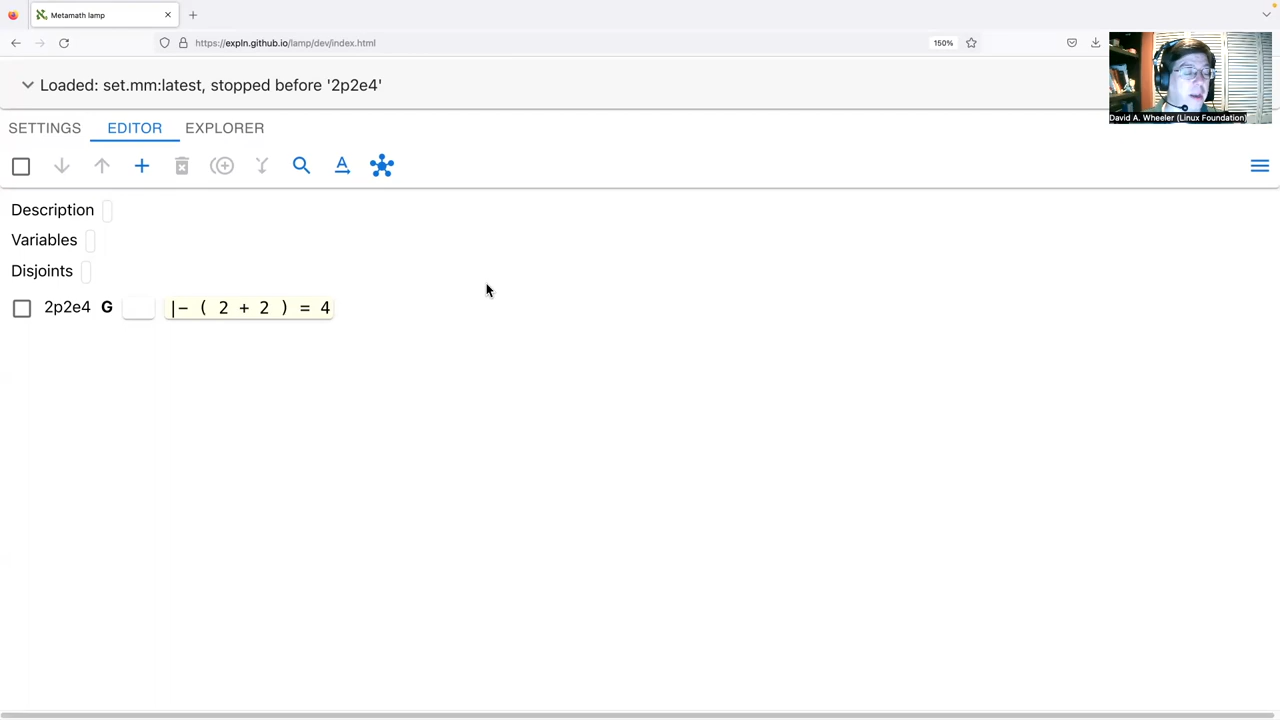 Metamath lamp
https://expln.github.io/lamp/dev/index.html
150%
Loaded: set.mm:latest, stopped before '2p2e4'
David A. Wheeler (Linux Foundation)
SETTINGS EDITOR EXPLORER
A
Description
Variables
Disjoints
2p2e4 G |- ( 2 + 2 ) = 4